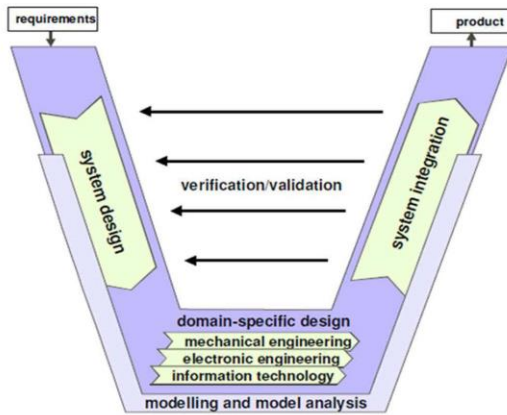 requirements
product
system design
system integration
verification/validation
domain-specific design
mechanical engineering
electronic engineering
information technology
modelling and model analysis